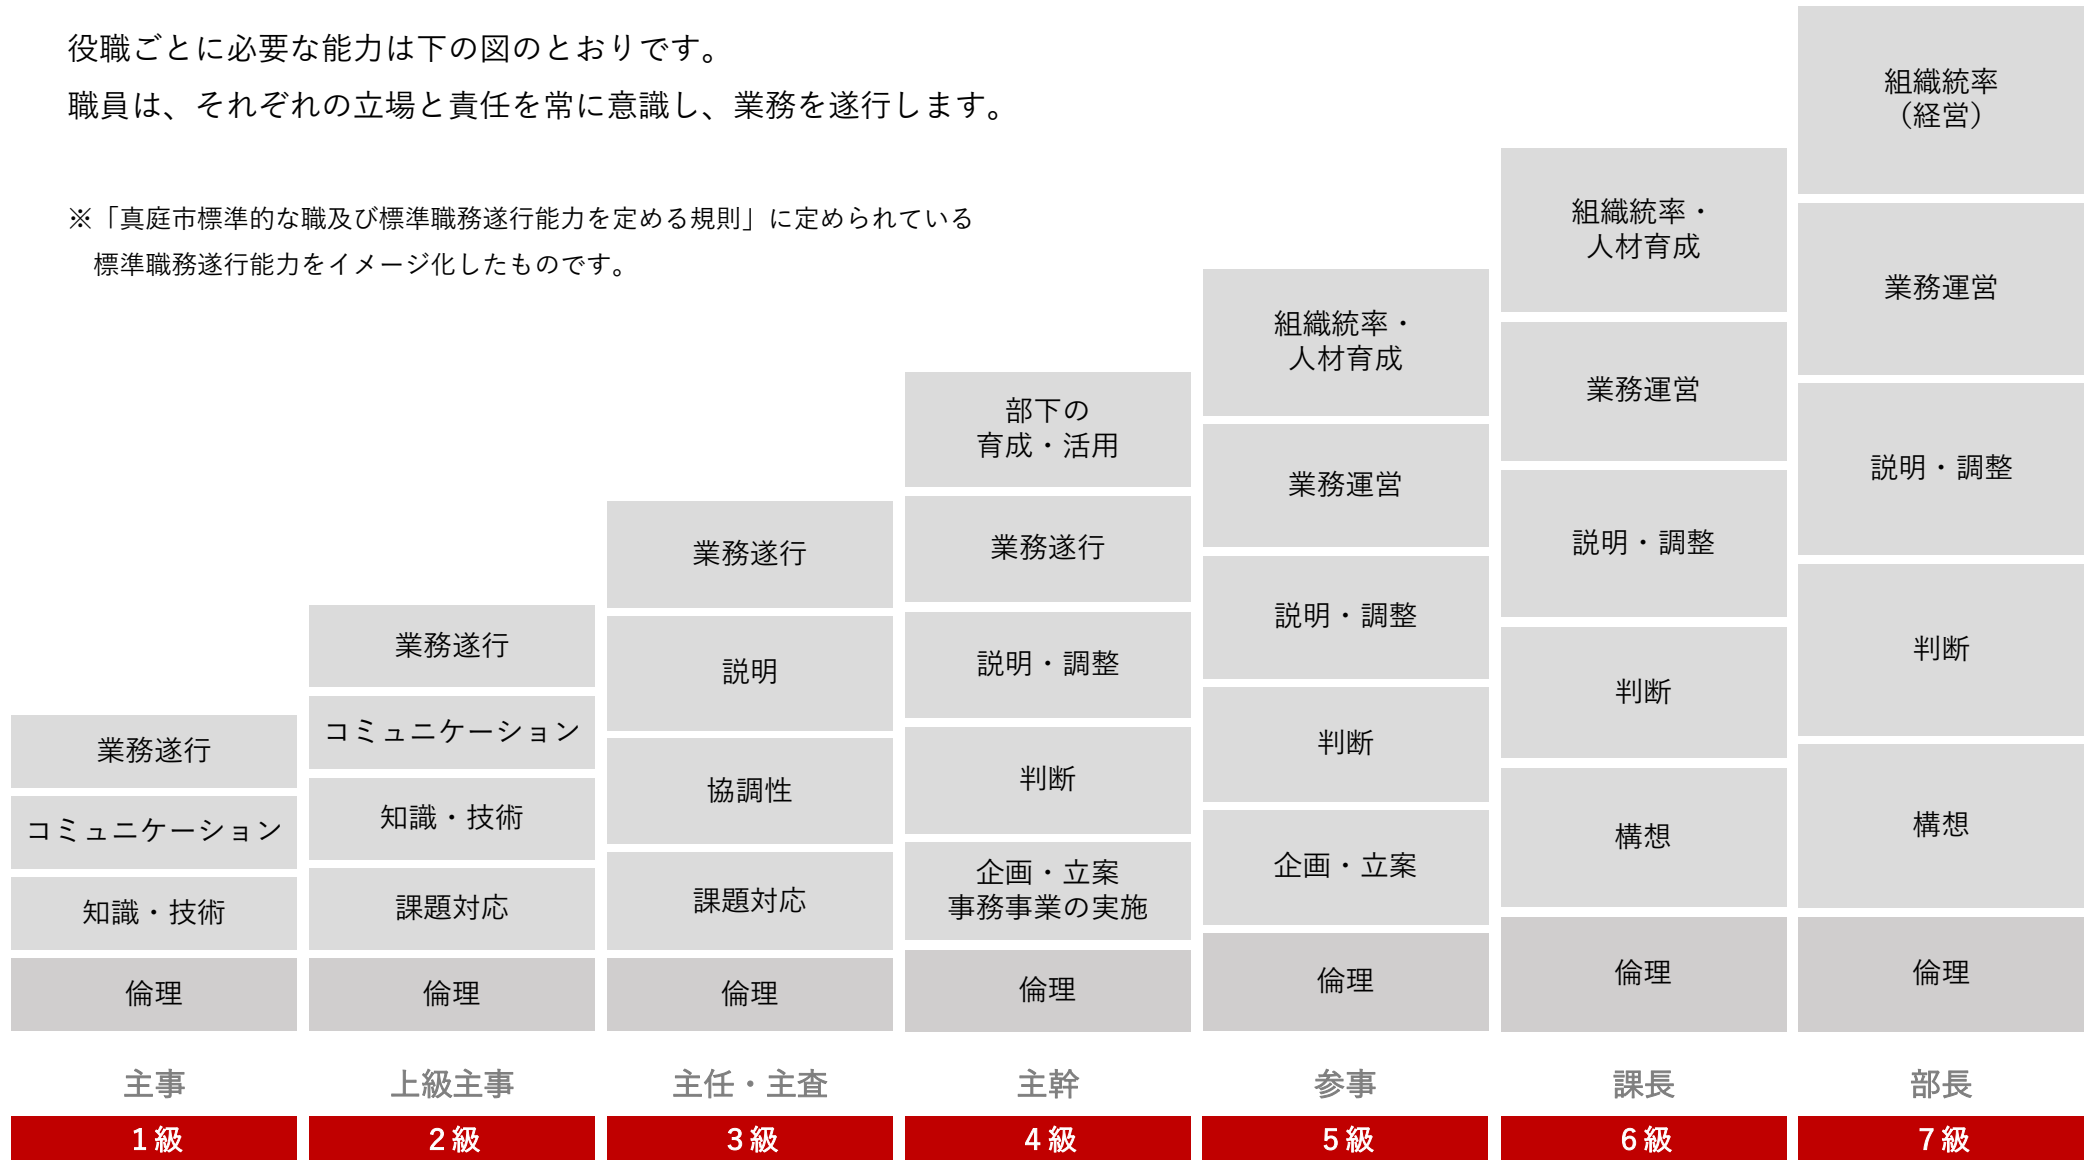 役職ごとに必要な能力は下の図のとおりです。
職員は、それぞれの立場と責任を常に意識し、業務を遂行します。
※「真庭市標準的な職及び標準職務遂行能力を定める規則」に定められている
標準職務遂行能力をイメージ化したものです。
業務遂行
コミュニケーション
知識・技術
倫理
主事
1級
業務遂行
コミュニケーション
知識・技術
課題対応
倫理
上級主事
2級
業務遂行
説明
協調性
課題対応
倫理
主任・主査
3級
部下の
育成・活用
業務遂行
説明・調整
判断
企画・立案
事務事業の実施
倫理
主幹
4級
組織統率・
人材育成
業務運営
説明・調整
判断
企画・立案
倫理
参事
5級
組織統率・
人材育成
業務運営
説明・調整
判断
構想
倫理
課長
6級
組織統率
（経営）
業務運営
説明・調整
判断
構想
倫理
部長
7級